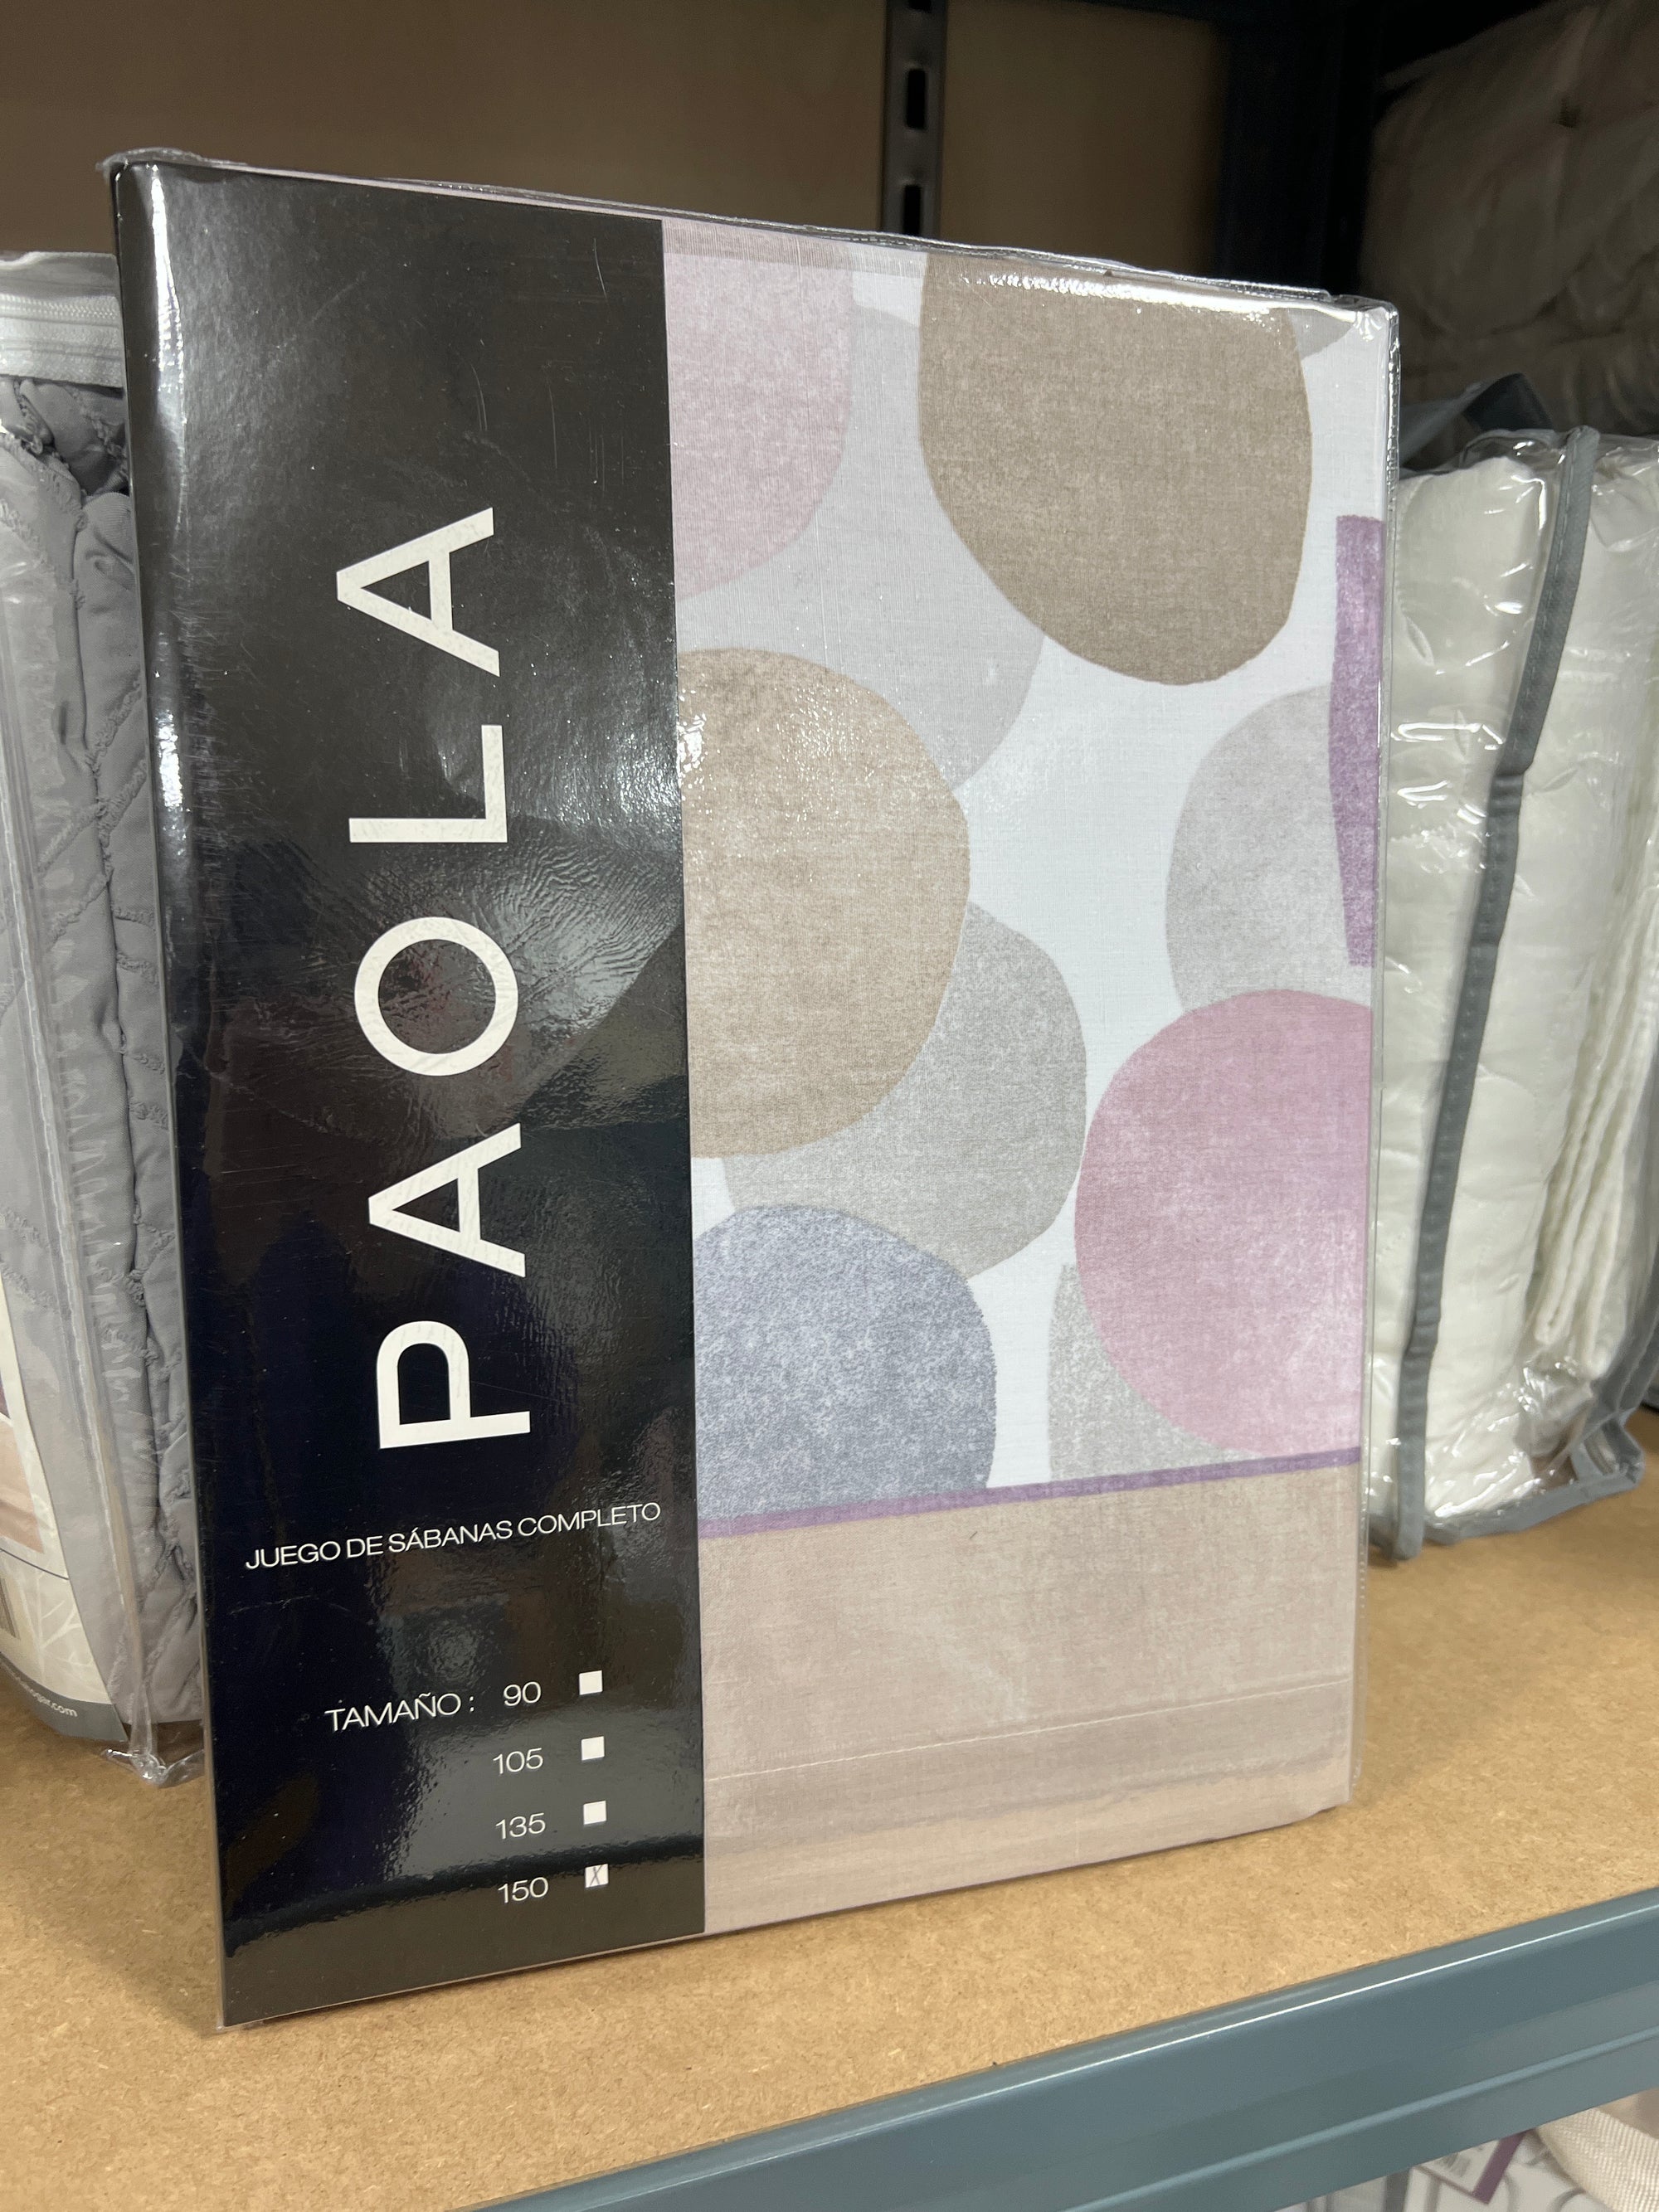 PAOLA
JUEGO DE SÁBANAS COMPLETO
TAMAÑO : 90
105
135
150 X